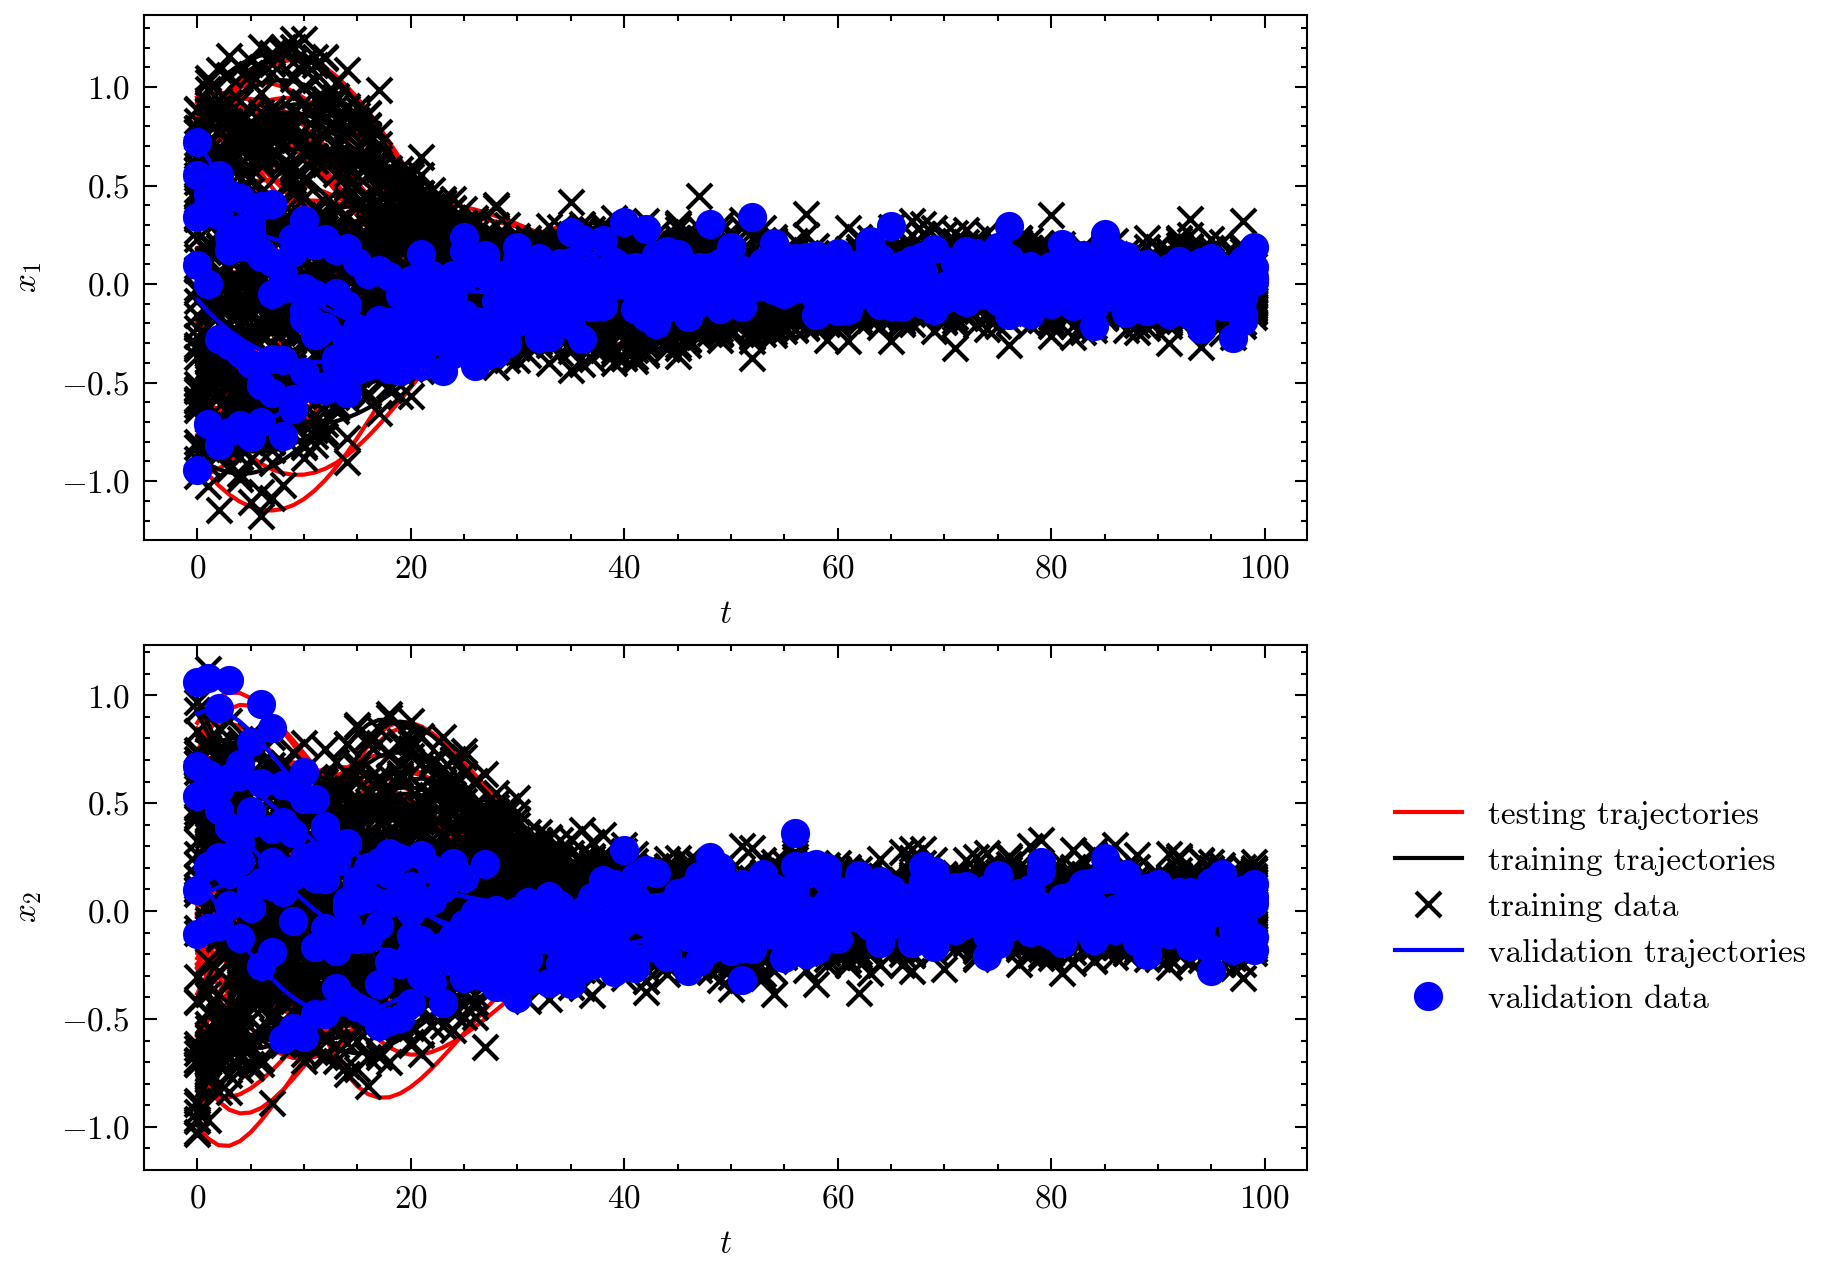 1.0
0.5
0.0
−0.5
−1.0
x₁
0 20 40 60 80 100
t
1.0
0.5
0.0
−0.5
−1.0
x₂
0 20 40 60 80 100
t
testing trajectories
training trajectories
training data
validation trajectories
validation data